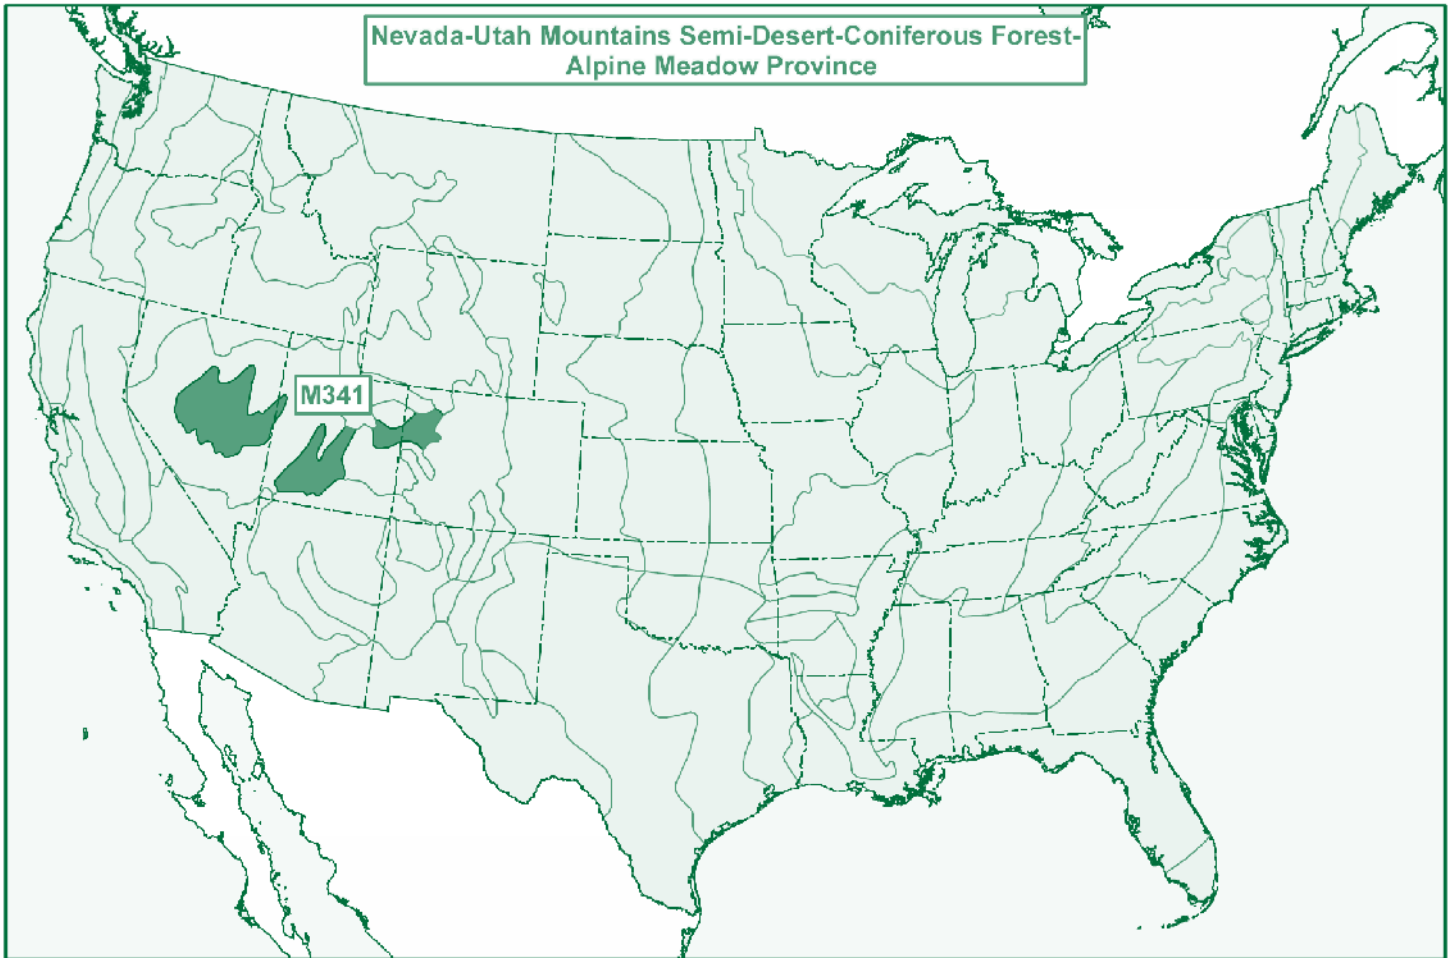 Nevada-Utah Mountains Semi-Desert-Coniferous Forest-
Alpine Meadow Province
M341